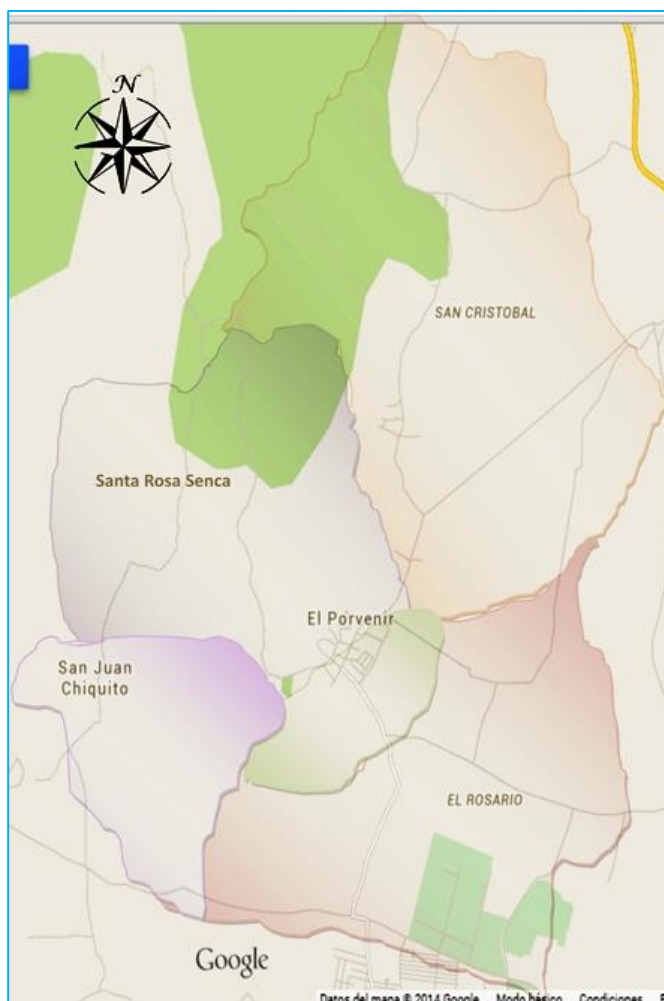 N
SAN CRISTOBAL
Santa Rosa Senca
El Porvenir
San Juan
Chiquito
EL ROSARIO
Google
Datos del mapa © 2014 Google Modo básico Condiciones